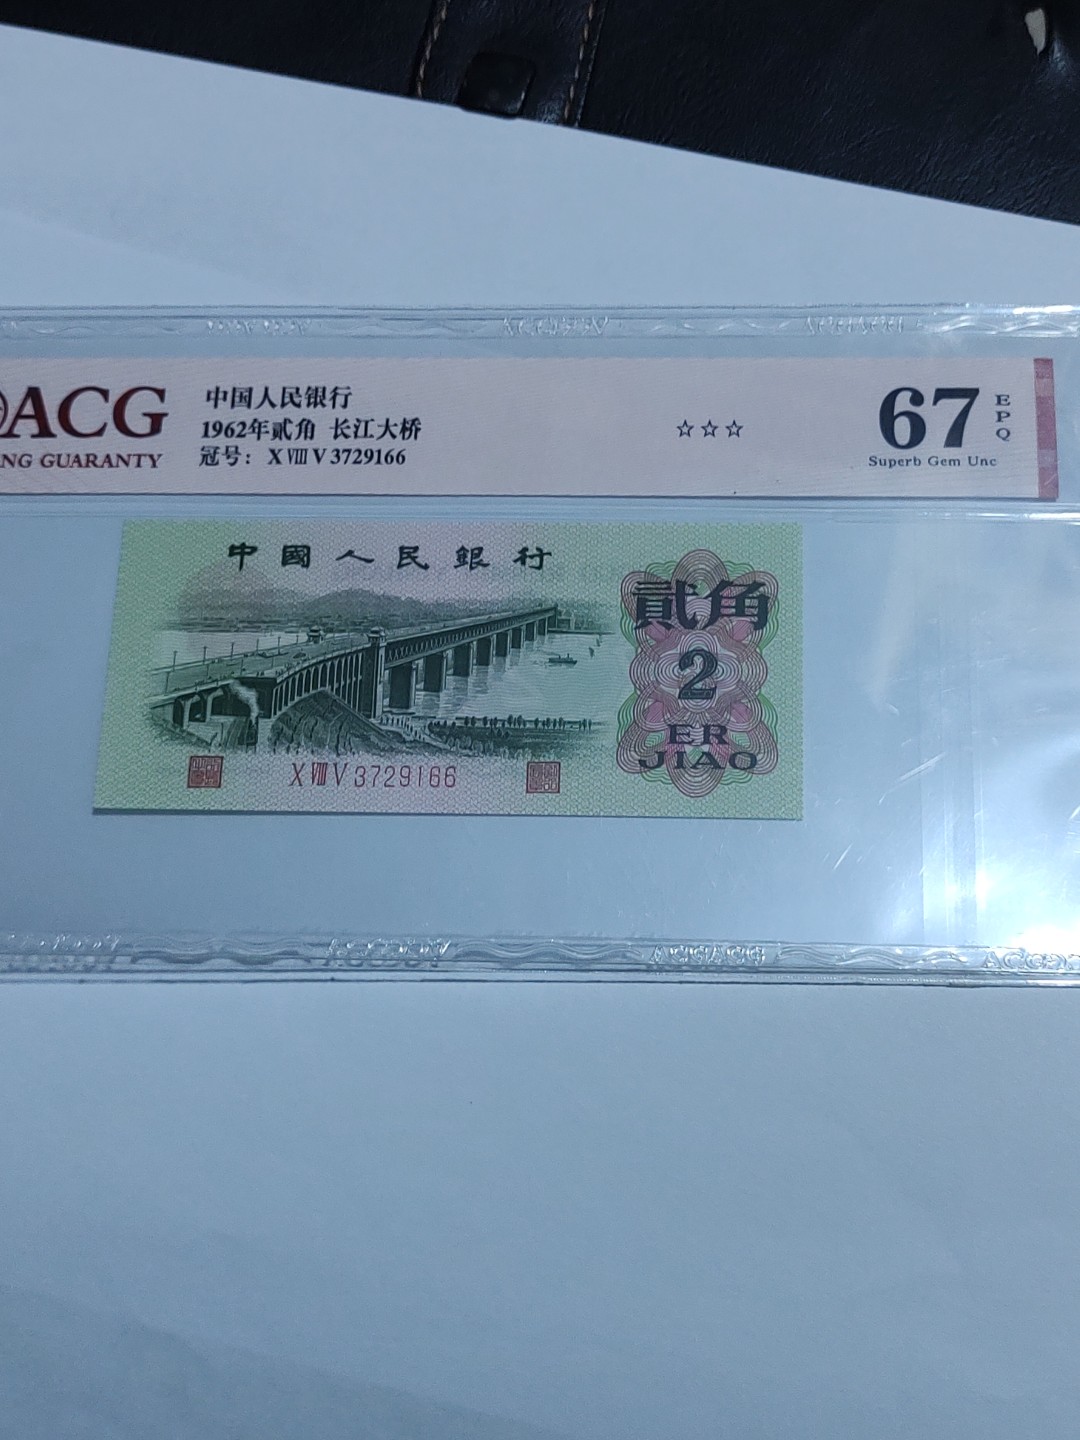 ACG
NG GUARANTY
中国人民银行
1962年贰角 长江大桥
冠号：XⅧV3729166
☆☆☆
67
EPQ
Superb Gem Unc
中國人民銀行
貳角
2
ER
JIAO
XⅧV3729166